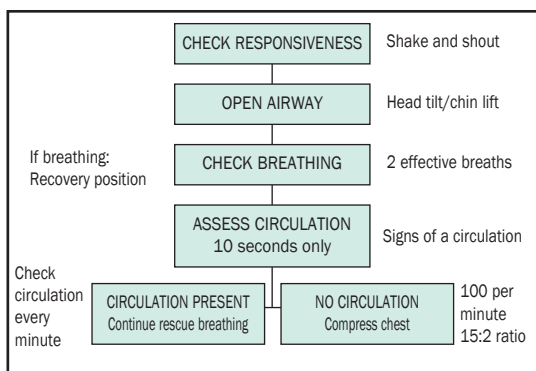 CHECK RESPONSIVENESS
Shake and shout
OPEN AIRWAY
Head tilt/chin lift
If breathing:
Recovery position
CHECK BREATHING
2 effective breaths
ASSESS CIRCULATION
10 seconds only
Signs of a circulation
Check
circulation
every
minute
CIRCULATION PRESENT
Continue rescue breathing
NO CIRCULATION
Compress chest
100 per
minute
15:2 ratio